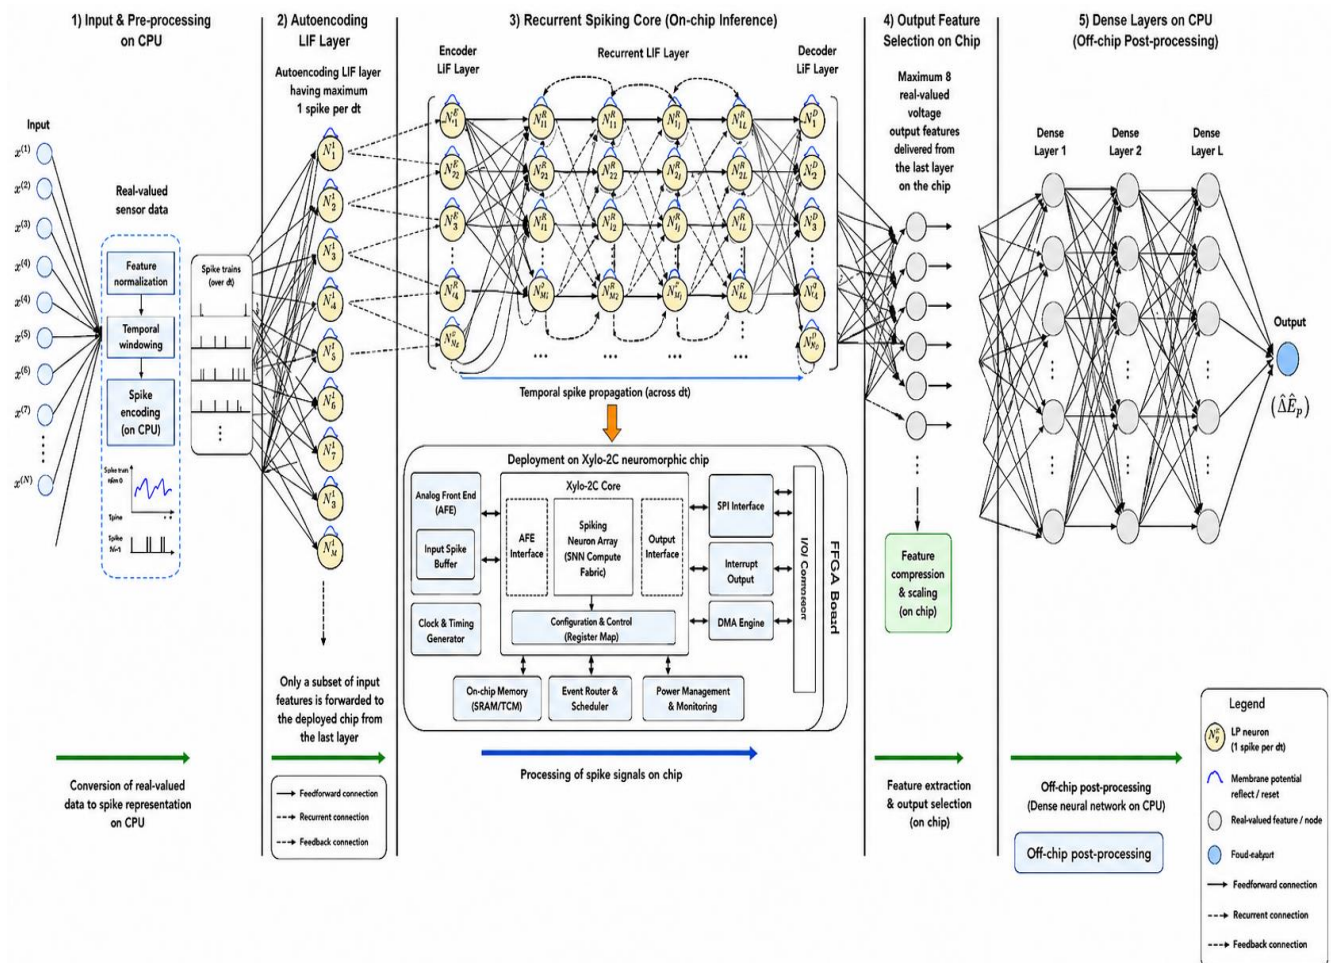 1) Input & Pre-processing
on CPU
Input
x(1)
x(2)
x(3)
x(4)
x(4)
x(5)
x(6)
x(7)
x(N)
Real-valued
sensor data
Feature
normalization
Temporal
windowing
Spike
encoding
(on CPU)
Spike
Spike trains
(over dt)
Conversion of real-valued
data to spike representation
on CPU
2) Autoencoding
LIF Layer
Autoencoding LIF layer
having maximum
1 spike per dt
Only a subset of input
features is forwarded to
the deployed chip from
the last layer
Feedforward connection
Recurrent connection
Feedback connection
3) Recurrent Spiking Core (On-chip Inference)
Encoder
LiF Layer
Recurrent LIF Layer
Decoder
LiF Layer
...
...
...
Temporal spike propagation (across dt)
Deployment on Xylo-2C neuromorphic chip
Analog Front End
(AFE)
Input Spike
Buffer
Clock & Timing
Generator
Xylo-2C Core
AFE
Interface
Spiking
Neuron Array
(SNN Compute
Fabric)
Output
Interface
Configuration & Control
(Register Map)
SPI Interface
Interrupt
Output
DMA Engine
FFGA Board
On-chip Memory
(SRAM/TCM)
Event Router &
Scheduler
Power Management
& Monitoring
Processing of spike signals on chip
4) Output Feature
Selection on Chip
Maximum 8
real-valued
voltage
output features
delivered from
the last layer
on the chip
Feature
compression
& scaling
(on chip)
Feature extraction
& output selection
(on chip)
5) Dense Layers on CPU
(Off-chip Post-processing)
Dense
Layer 1
Dense
Layer 2
Dense
Layer L
Output
(Δ̂Êp)
Off-chip post-processing
(Dense neural network on CPU)
Off-chip post-processing
Legend
LP neuron
(1 spike per dt)
Membrane potential
reflect / reset
Real-valued feature / node
Feedforward connection
Recurrent connection
Feedback connection